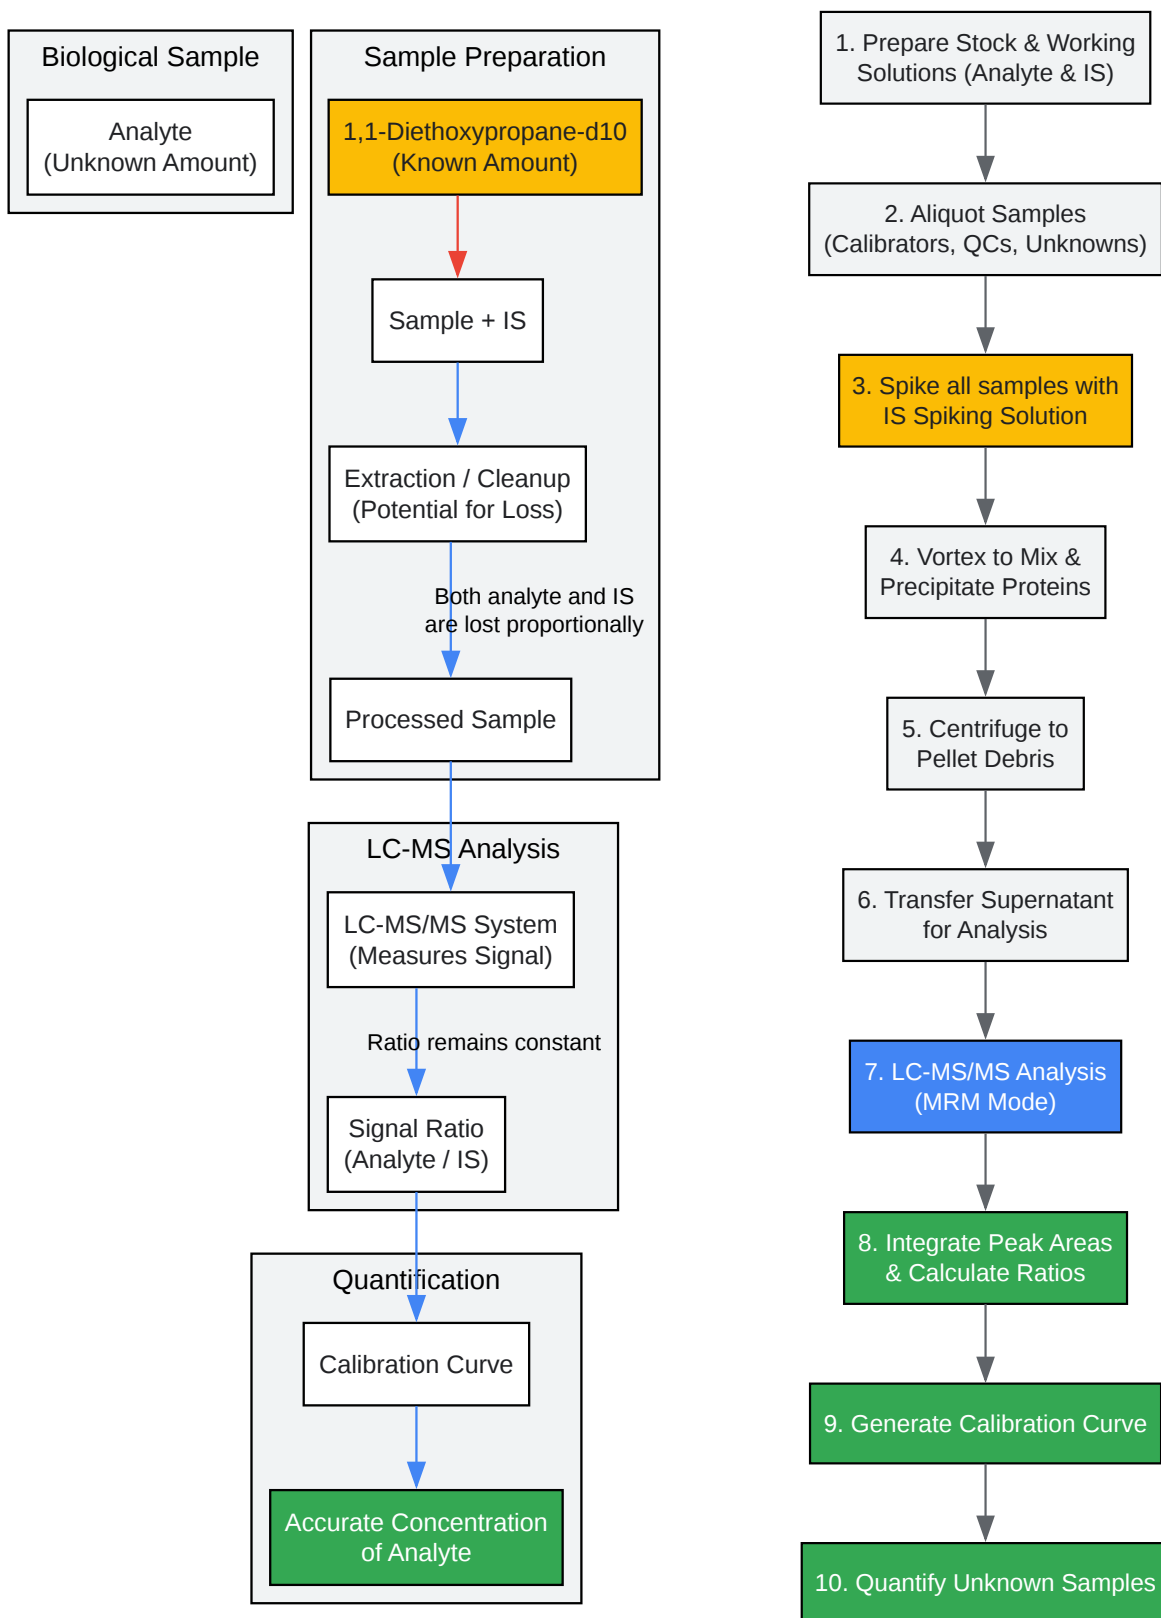 Biological Sample
Analyte
(Unknown Amount)
Sample Preparation
1,1-Diethoxypropane-d10
(Known Amount)
Sample + IS
Extraction / Cleanup
(Potential for Loss)
Both analyte and IS
are lost proportionally
Processed Sample
LC-MS Analysis
LC-MS/MS System
(Measures Signal)
Ratio remains constant
Signal Ratio
(Analyte / IS)
Quantification
Calibration Curve
Accurate Concentration
of Analyte
1. Prepare Stock & Working
Solutions (Analyte & IS)
2. Aliquot Samples
(Calibrators, QCs, Unknowns)
3. Spike all samples with
IS Spiking Solution
4. Vortex to Mix &
Precipitate Proteins
5. Centrifuge to
Pellet Debris
6. Transfer Supernatant
for Analysis
7. LC-MS/MS Analysis
(MRM Mode)
8. Integrate Peak Areas
& Calculate Ratios
9. Generate Calibration Curve
10. Quantify Unknown Samples